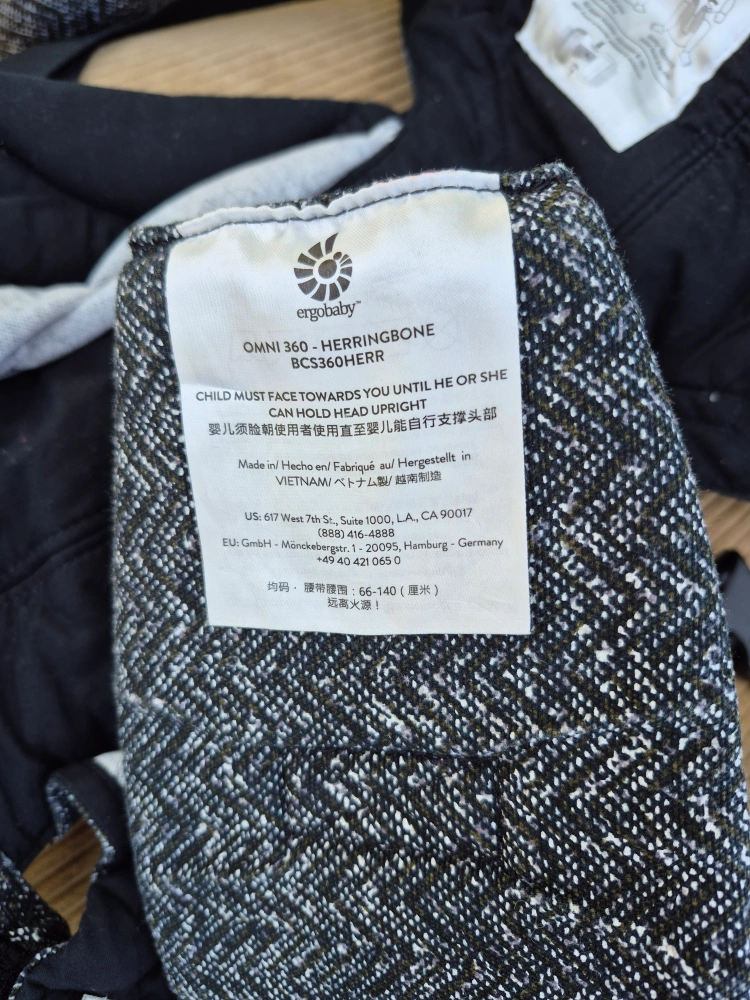 ergobaby™
OMNI 360 - HERRINGBONE
BCS360HERR
CHILD MUST FACE TOWARDS YOU UNTIL HE OR SHE
CAN HOLD HEAD UPRIGHT
婴儿须脸朝使用者使用直至婴儿能自行支撑头部
Made in/ Hecho en/ Fabriqué au/ Hergestellt in
VIETNAM/ ベトナム製/ 越南制造
US: 617 West 7th St., Suite 1000, L.A., CA 90017
(888) 416-4888
EU: GmbH - Mönckebergstr. 1 - 20095, Hamburg - Germany
+49 40 421 065 0
均码 · 腰带腰围：66-140（厘米）
远离火源！